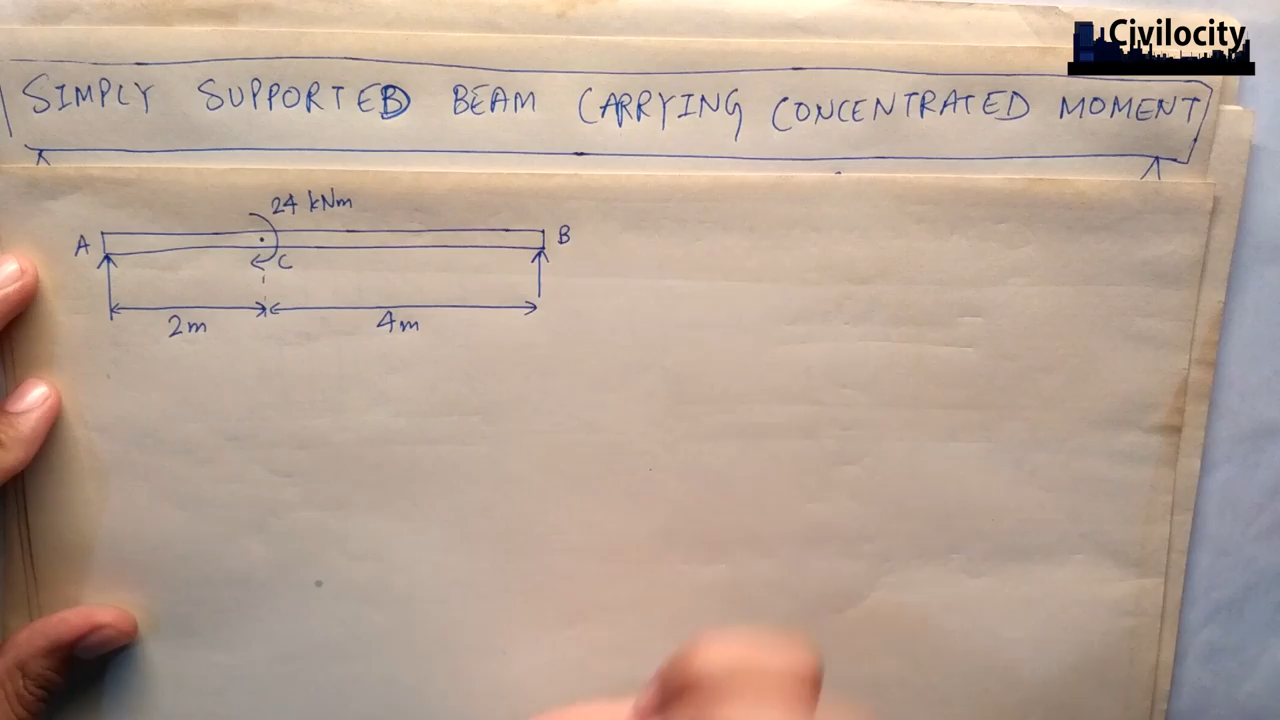 Civilocity
SIMPLY SUPPORTED BEAM CARRYING CONCENTRATED MOMENT
24 kNm
A B
C
2m 4m